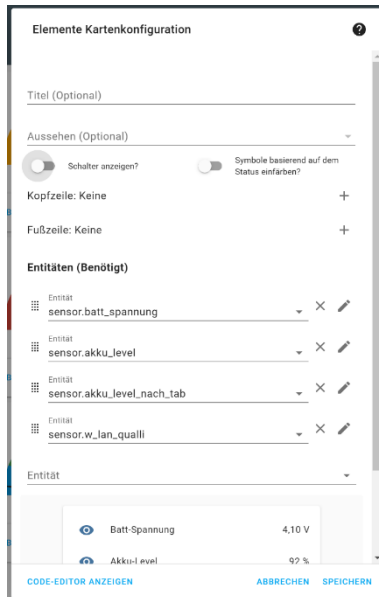 Elemente Kartenkonfiguration
Titel (Optional)
Aussehen (Optional)
Schalter anzeigen?
Symbole basierend auf dem
Status einfärben?
Kopfzeile: Keine
Fußzeile: Keine
Entitäten (Benötigt)
Entität
sensor.batt_spannung
Entität
sensor.akku_level
Entität
sensor.akku_level_nach_tab
Entität
sensor.w_lan_qualli
Entität
Batt-Spannung 4,10 V
Akku-Level 92 %
CODE-EDITOR ANZEIGEN ABBRECHEN SPEICHERN